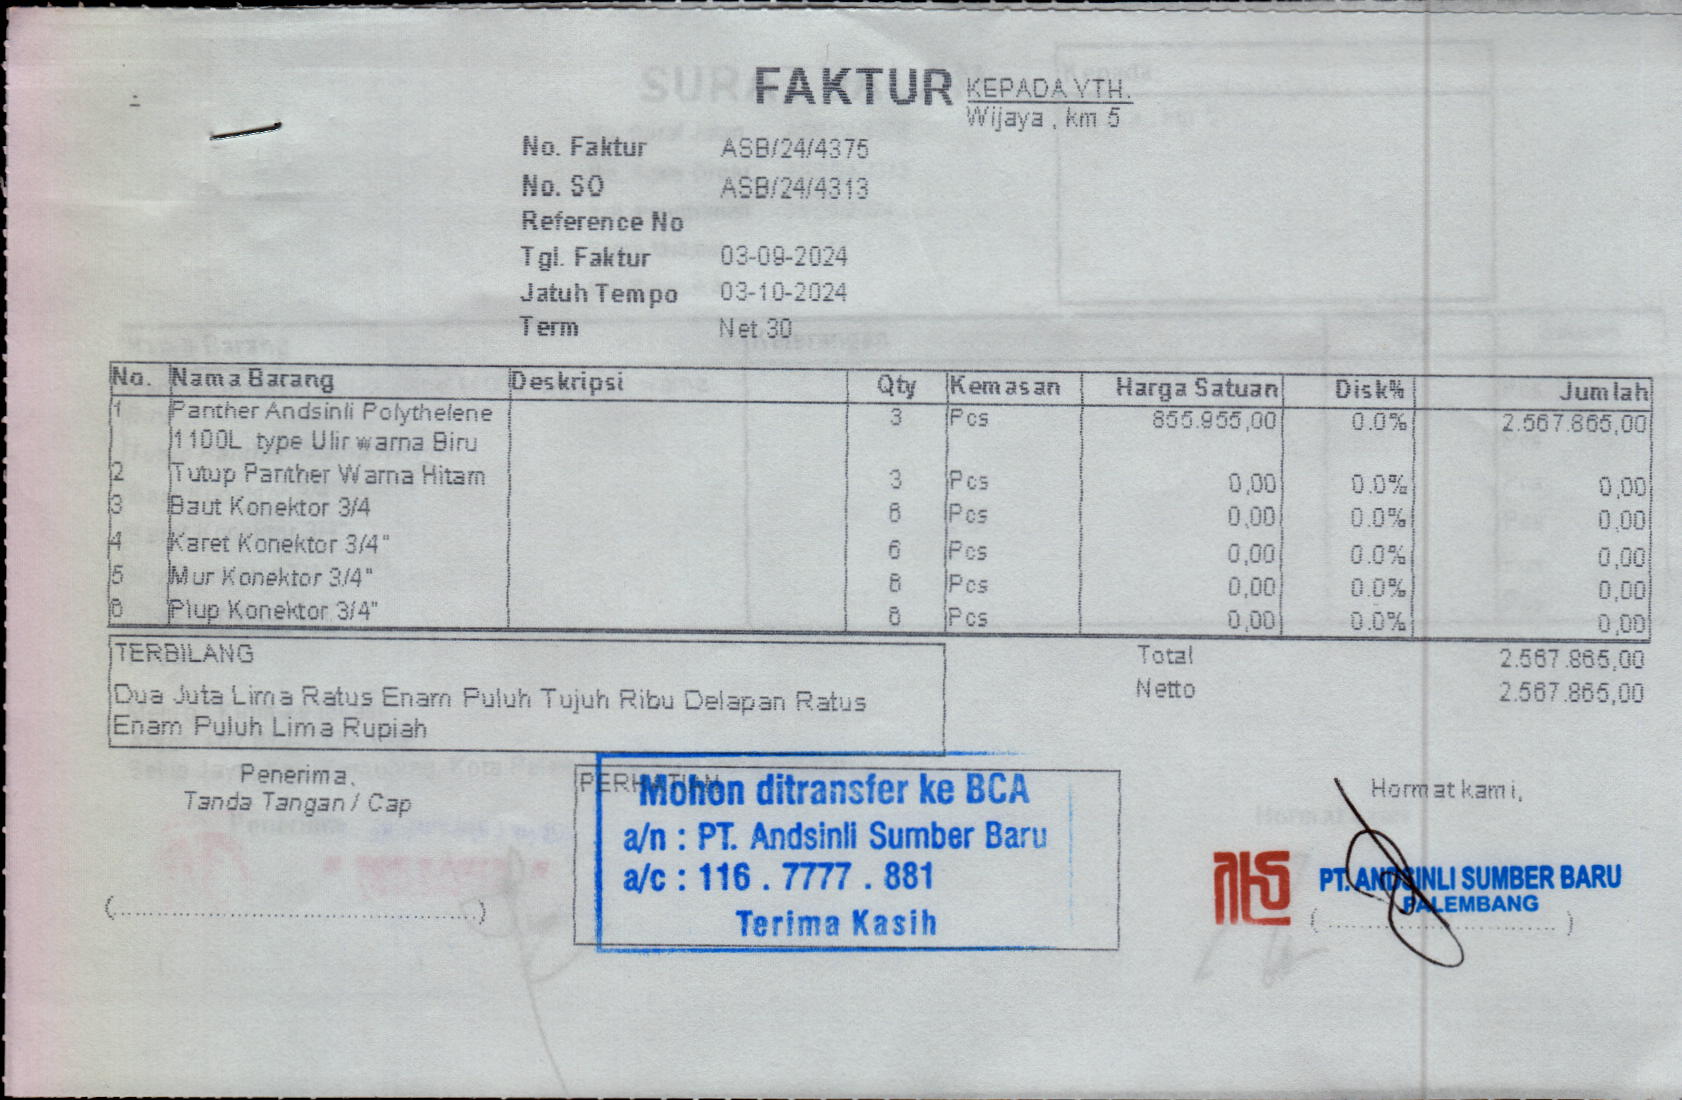 FAKTUR
KEPADA YTH.
Wijaya , km 5
No. Faktur ASB/24/4375
No. SO ASB/24/4313
Reference No
Tgl. Faktur 03-09-2024
Jatuh Tempo 03-10-2024
Term Net 30
No. Nama Barang Deskripsi Qty Kemasan Harga Satuan Disk% Jumlah
1 Panther Andsinli Polythelene 3 Pcs 855.955,00 0.0% 2.567.865,00
1100L type Ulir warna Biru
2 Tutup Panther Warna Hitam 3 Pcs 0,00 0.0% 0,00
3 Baut Konektor 3/4 6 Pcs 0,00 0.0% 0,00
4 Karet Konektor 3/4" 6 Pcs 0,00 0.0% 0,00
5 Mur Konektor 3/4" 6 Pcs 0,00 0.0% 0,00
6 Plup Konektor 3/4" 6 Pcs 0,00 0.0% 0,00
TERBILANG
Dua Juta Lima Ratus Enam Puluh Tujuh Ribu Delapan Ratus
Enam Puluh Lima Rupiah
Total 2.567.865,00
Netto 2.567.865,00
Penerima,
Tanda Tangan / Cap
PERHATIAN
Mohon ditransfer ke BCA
a/n : PT. Andsinli Sumber Baru
a/c : 116 . 7777 . 881
Terima Kasih
Hormat kami,
PT. ANDSINLI SUMBER BARU
PALEMBANG